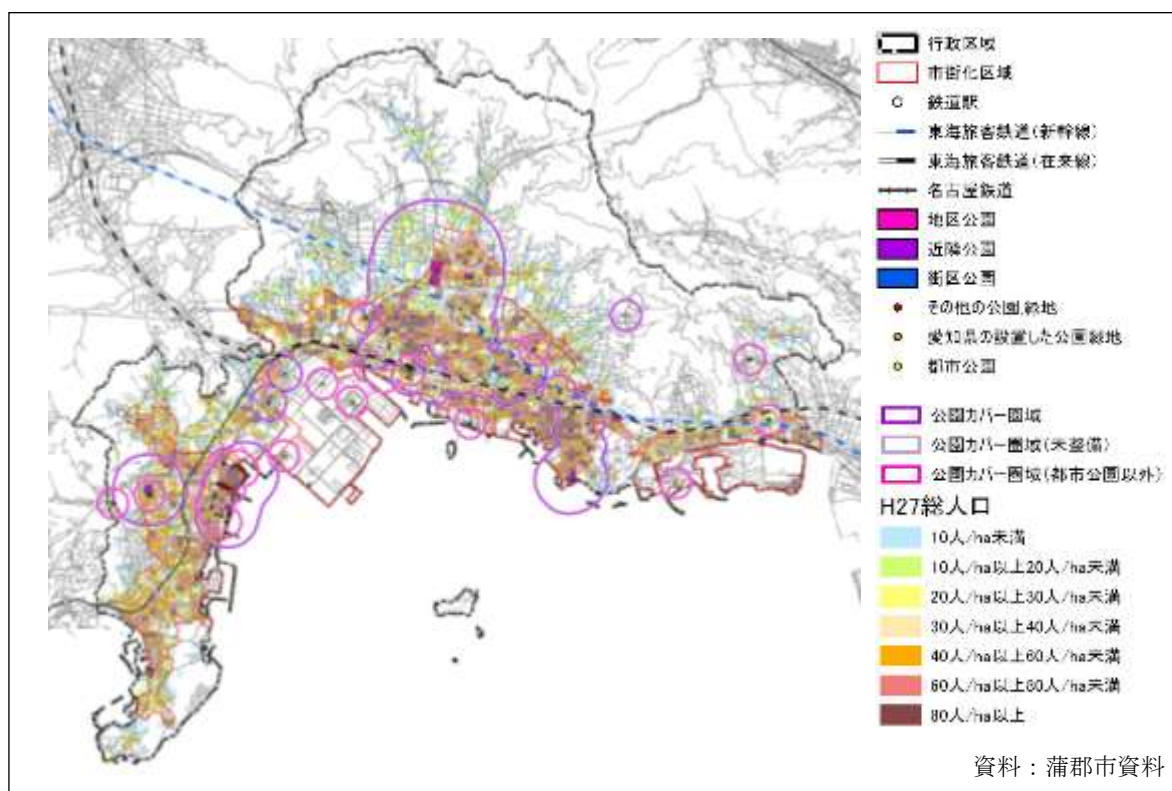 行政区域
市街化区域
鉄道駅
東海旅客鉄道(新幹線)
東海旅客鉄道(在来線)
名古屋鉄道
地区公園
近隣公園
街区公園
その他の公園,緑地
愛知県の設置した公園緑地
都市公園
公園カバー圏域
公園カバー圏域(未整備)
公園カバー圏域(都市公園以外)
H27総人口
10人/ha未満
10人/ha以上20人/ha未満
20人/ha以上30人/ha未満
30人/ha以上40人/ha未満
40人/ha以上60人/ha未満
60人/ha以上80人/ha未満
80人/ha以上
資料：蒲郡市資料